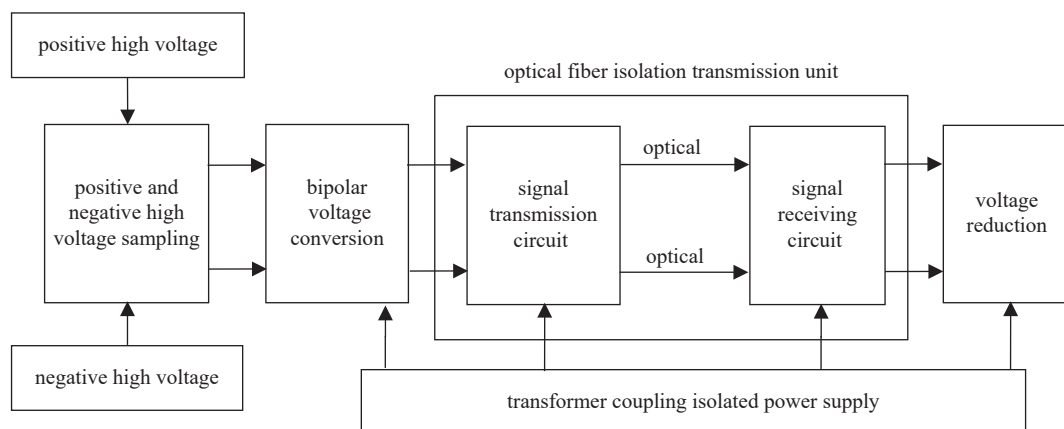 positive high voltage
optical fiber isolation transmission unit
positive and
negative high
voltage sampling
bipolar
voltage
conversion
signal
transmission
circuit
optical
optical
signal
receiving
circuit
voltage
reduction
negative high voltage
transformer coupling isolated power supply